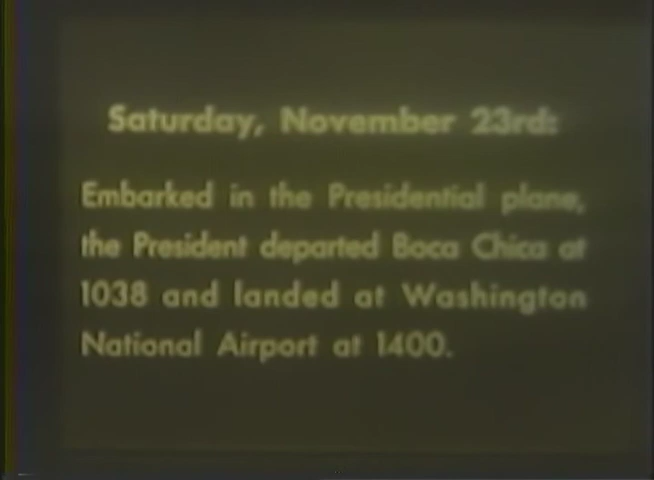 Saturday, November 23rd:
Embarked in the Presidential plane,
the President departed Boca Chica at
1038 and landed at Washington
National Airport at 1400.